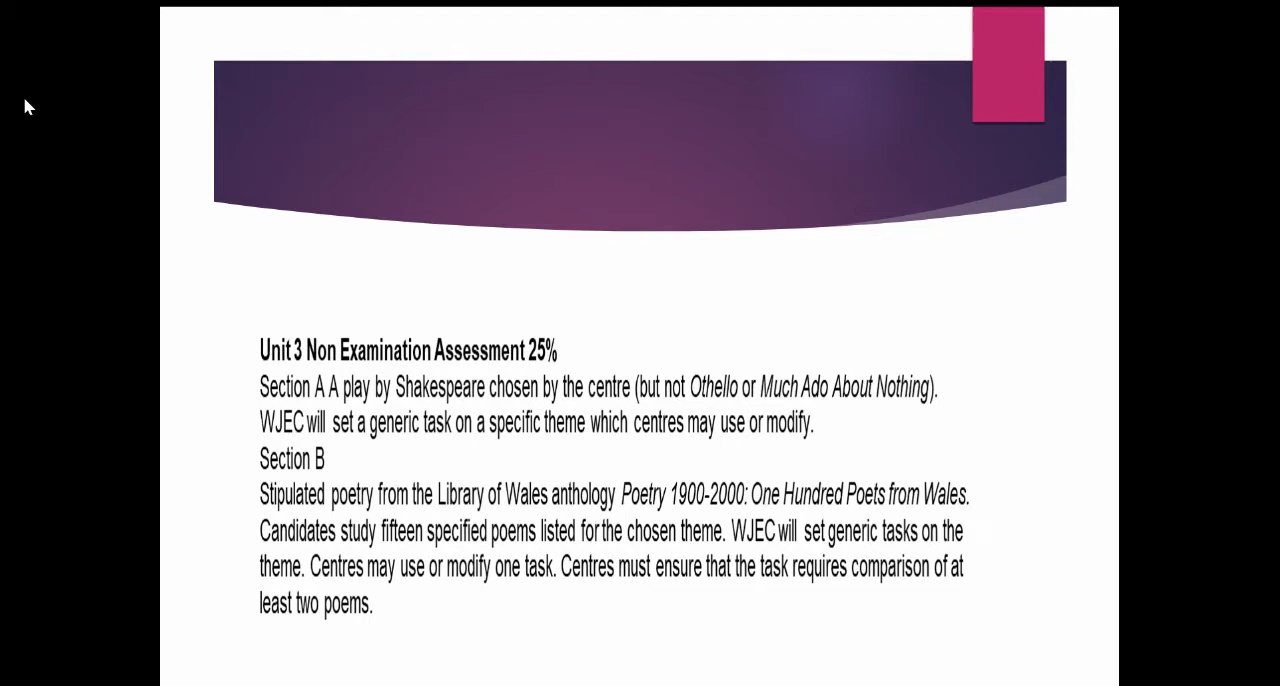 Unit 3 Non Examination Assessment 25%
Section A A play by Shakespeare chosen by the centre (but not Othello or Much Ado About Nothing).
WJEC will set a generic task on a specific theme which centres may use or modify.
Section B
Stipulated poetry from the Library of Wales anthology Poetry 1900-2000: One Hundred Poets from Wales.
Candidates study fifteen specified poems listed for the chosen theme. WJEC will set generic tasks on the
theme. Centres may use or modify one task. Centres must ensure that the task requires comparison of at
least two poems.